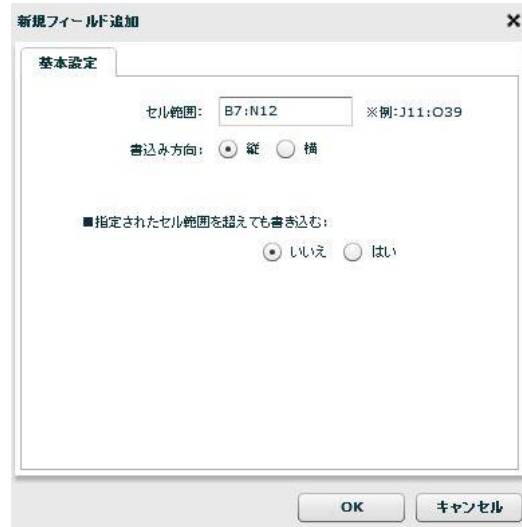 新規フィールド追加
基本設定
セル範囲: B7:N12 ※例:J11:O39
書込み方向: 縦 横
■指定されたセル範囲を超えても書き込む:
いいえ はい
OK キャンセル